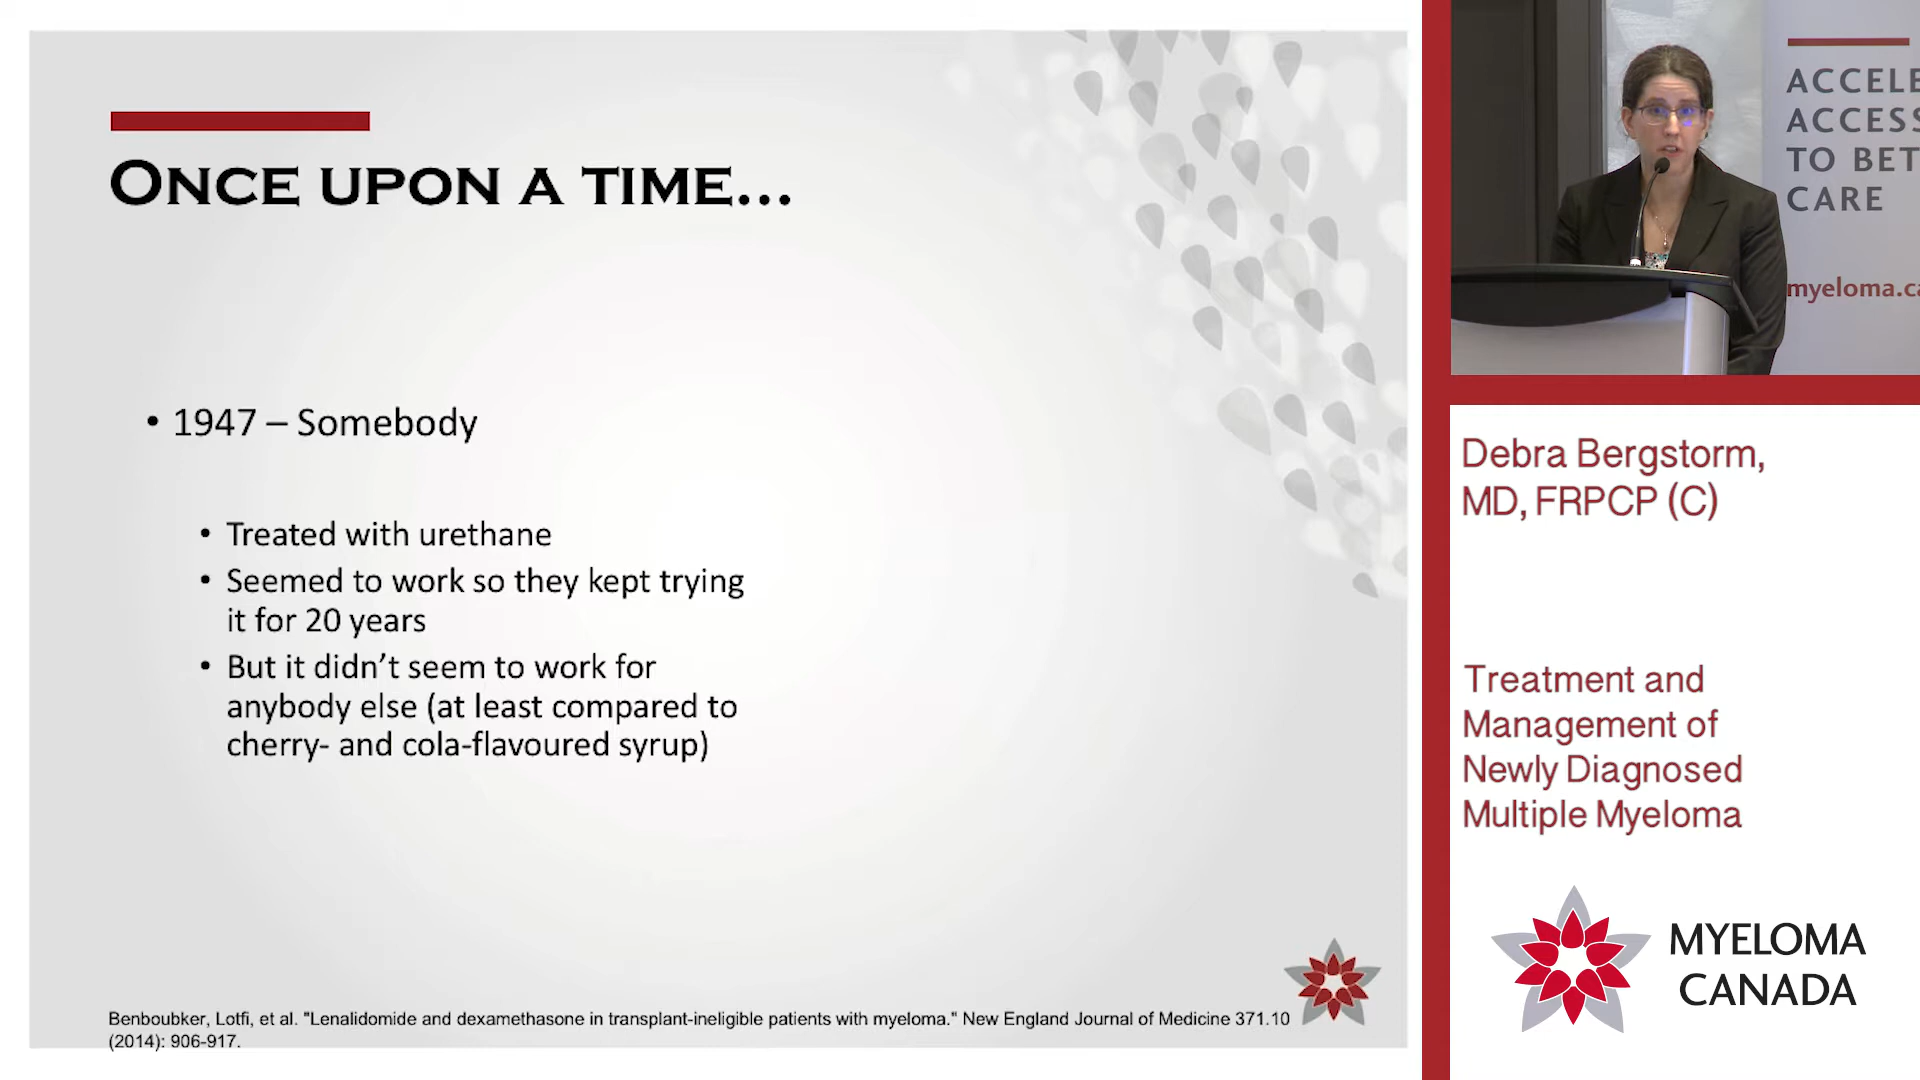 ONCE UPON A TIME...
• 1947 – Somebody
• Treated with urethane
• Seemed to work so they kept trying
it for 20 years
• But it didn't seem to work for
anybody else (at least compared to
cherry- and cola-flavoured syrup)
Benboubker, Lotfi, et al. "Lenalidomide and dexamethasone in transplant-ineligible patients with myeloma." New England Journal of Medicine 371.10
(2014): 906-917.
ACCELE
ACCESS
TO BET
CARE
myeloma.ca
Debra Bergstorm,
MD, FRPCP (C)
Treatment and
Management of
Newly Diagnosed
Multiple Myeloma
MYELOMA
CANADA